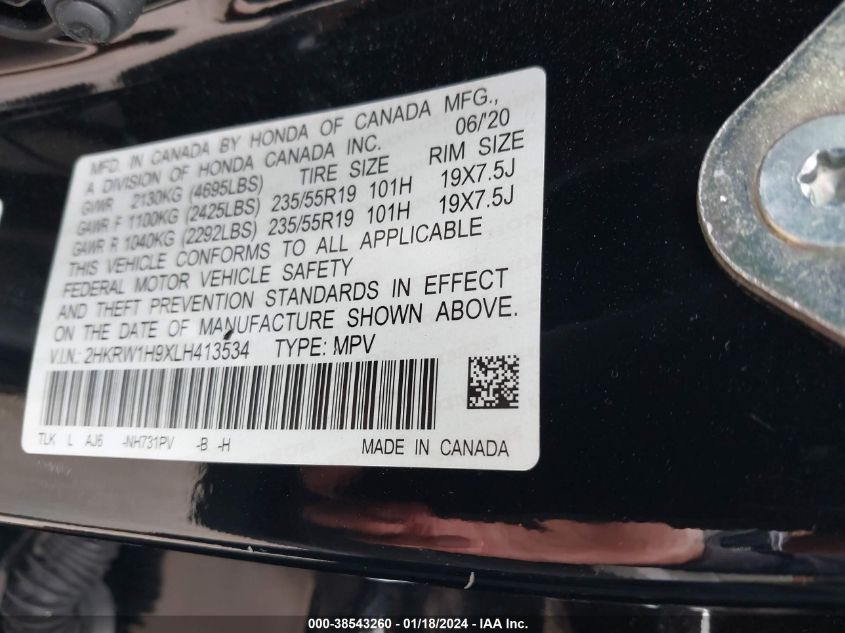 MFD. IN CANADA BY HONDA OF CANADA MFG.,
A DIVISION OF HONDA CANADA INC. 06/'20
GVWR 2130KG (4695LBS) TIRE SIZE RIM SIZE
GAWR F 1100KG (2425LBS) 235/55R19 101H 19X7.5J
GAWR R 1040KG (2292LBS) 235/55R19 101H 19X7.5J
THIS VEHICLE CONFORMS TO ALL APPLICABLE
FEDERAL MOTOR VEHICLE SAFETY
AND THEFT PREVENTION STANDARDS IN EFFECT
ON THE DATE OF MANUFACTURE SHOWN ABOVE.
V.I.N.: 2HKRW1H9XLH413534 TYPE: MPV
TLK L AJ6 -NH731PV -B -H MADE IN CANADA
000-38543260 - 01/18/2024 - IAA Inc.